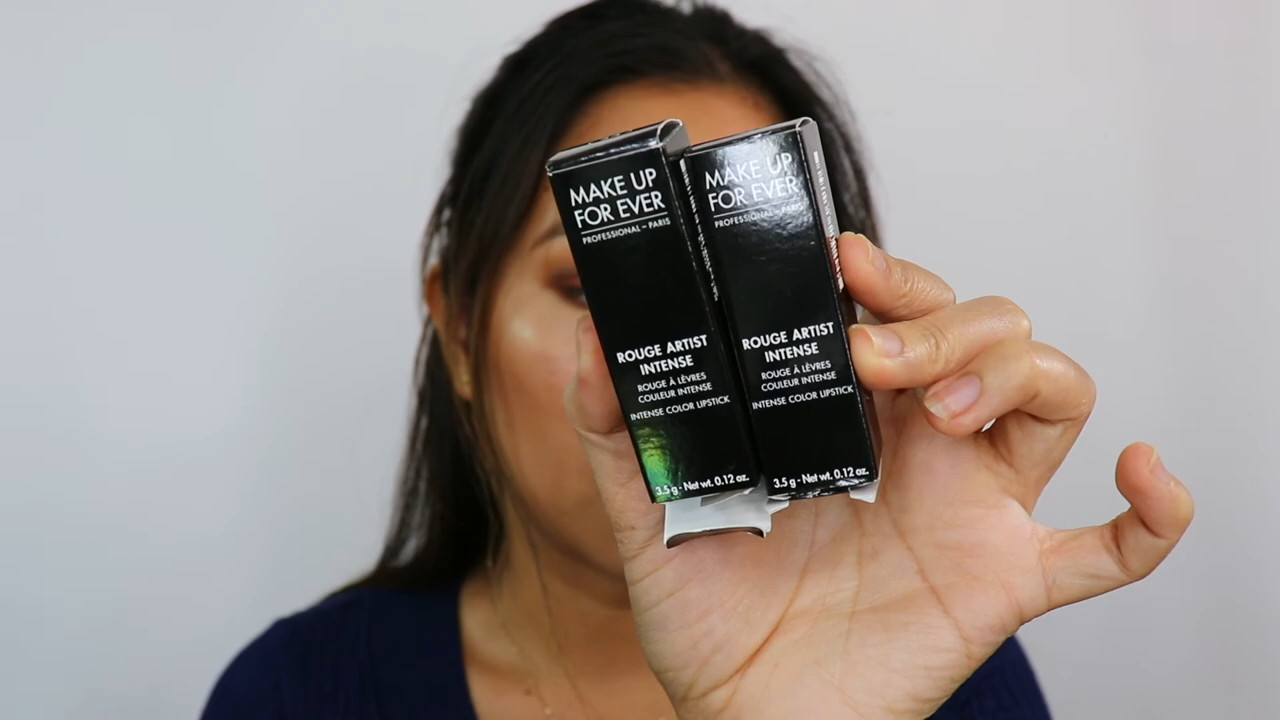 MAKE UP
FOR EVER
PROFESSIONAL – PARIS
ROUGE ARTIST
INTENSE
ROUGE À LÈVRES
COULEUR INTENSE
INTENSE COLOR LIPSTICK
3.5 g - Net wt. 0.12 oz.
MAKE UP
FOR EVER
PROFESSIONAL – PARIS
ROUGE ARTIST
INTENSE
ROUGE À LÈVRES
COULEUR INTENSE
INTENSE COLOR LIPSTICK
3.5 g - Net wt. 0.12 oz.